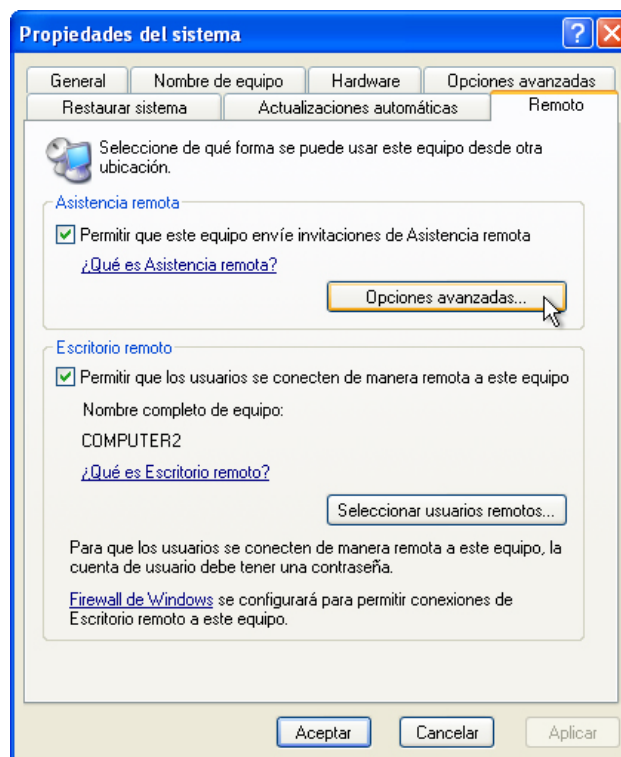 Propiedades del sistema
General
Nombre de equipo
Hardware
Opciones avanzadas
Restaurar sistema
Actualizaciones automáticas
Remoto
Seleccione de qué forma se puede usar este equipo desde otra
ubicación.
Asistencia remota
Permitir que este equipo envíe invitaciones de Asistencia remota
¿Qué es Asistencia remota?
Opciones avanzadas...
Escritorio remoto
Permitir que los usuarios se conecten de manera remota a este equipo
Nombre completo de equipo:
COMPUTER2
¿Qué es Escritorio remoto?
Seleccionar usuarios remotos...
Para que los usuarios se conecten de manera remota a este equipo, la
cuenta de usuario debe tener una contraseña.
Firewall de Windows se configurará para permitir conexiones de
Escritorio remoto a este equipo.
Aceptar
Cancelar
Aplicar